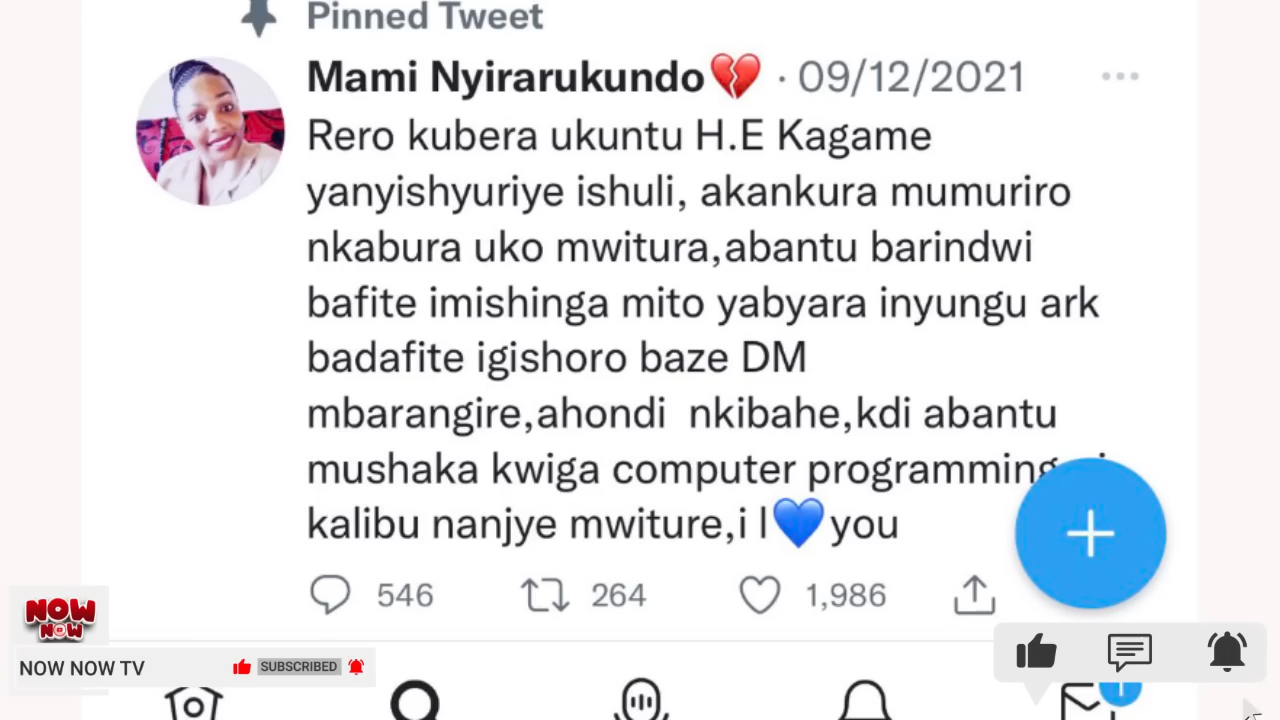 Pinned Tweet
Mami Nyirarukundo💔 · 09/12/2021
Rero kubera ukuntu H.E Kagame
yanyishyuriye ishuli, akankura mumuriro
nkabura uko mwitura,abantu barindwi
bafite imishinga mito yabyara inyungu ark
badafite igishoro baze DM
mbarangire,ahondi nkibahe,kdi abantu
mushaka kwiga computer programming
kalibu nanjye mwiture,i l💙you
546 264 1,986
NOW
NOW
NOW NOW TV SUBSCRIBED